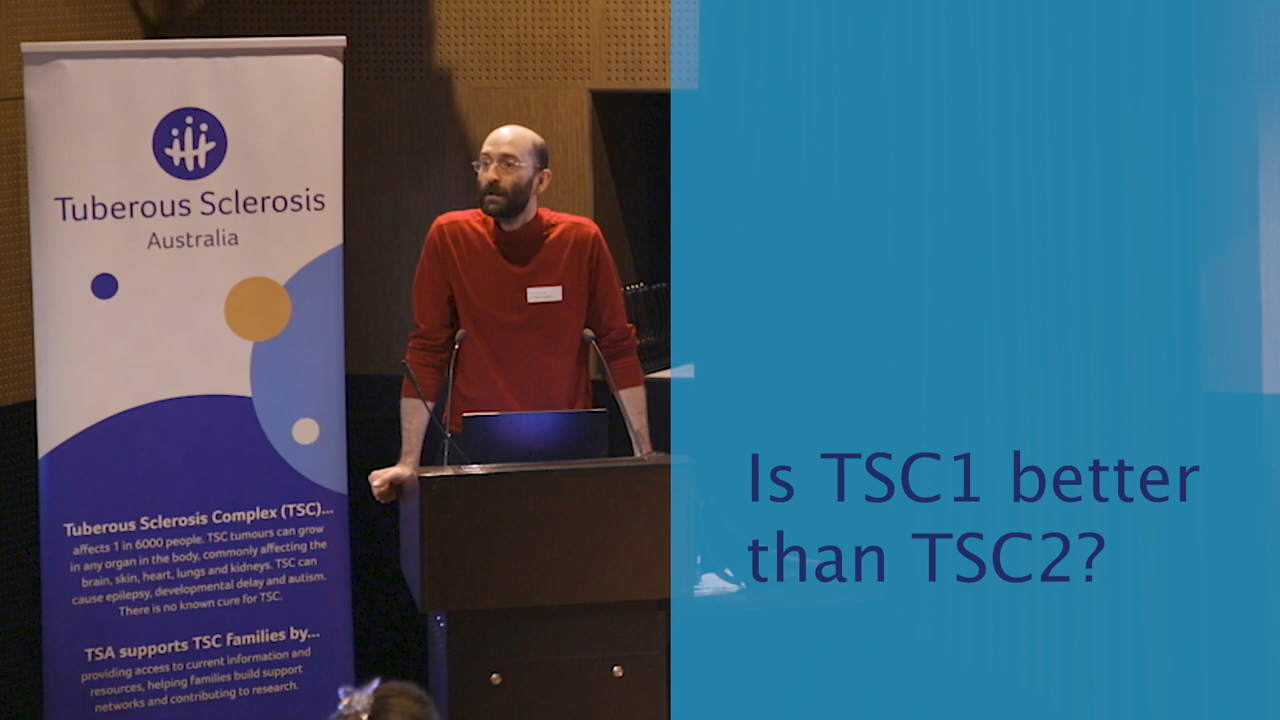 Tuberous Sclerosis
Australia
Tuberous Sclerosis Complex (TSC)...
affects 1 in 6000 people. TSC tumours can grow
in any organ in the body, commonly affecting the
brain, skin, heart, lungs and kidneys. TSC can
cause epilepsy, developmental delay and autism.
There is no known cure for TSC.
TSA supports TSC families by...
providing access to current information and
resources, helping families build support
networks and contributing to research.
Is TSC1 better
than TSC2?